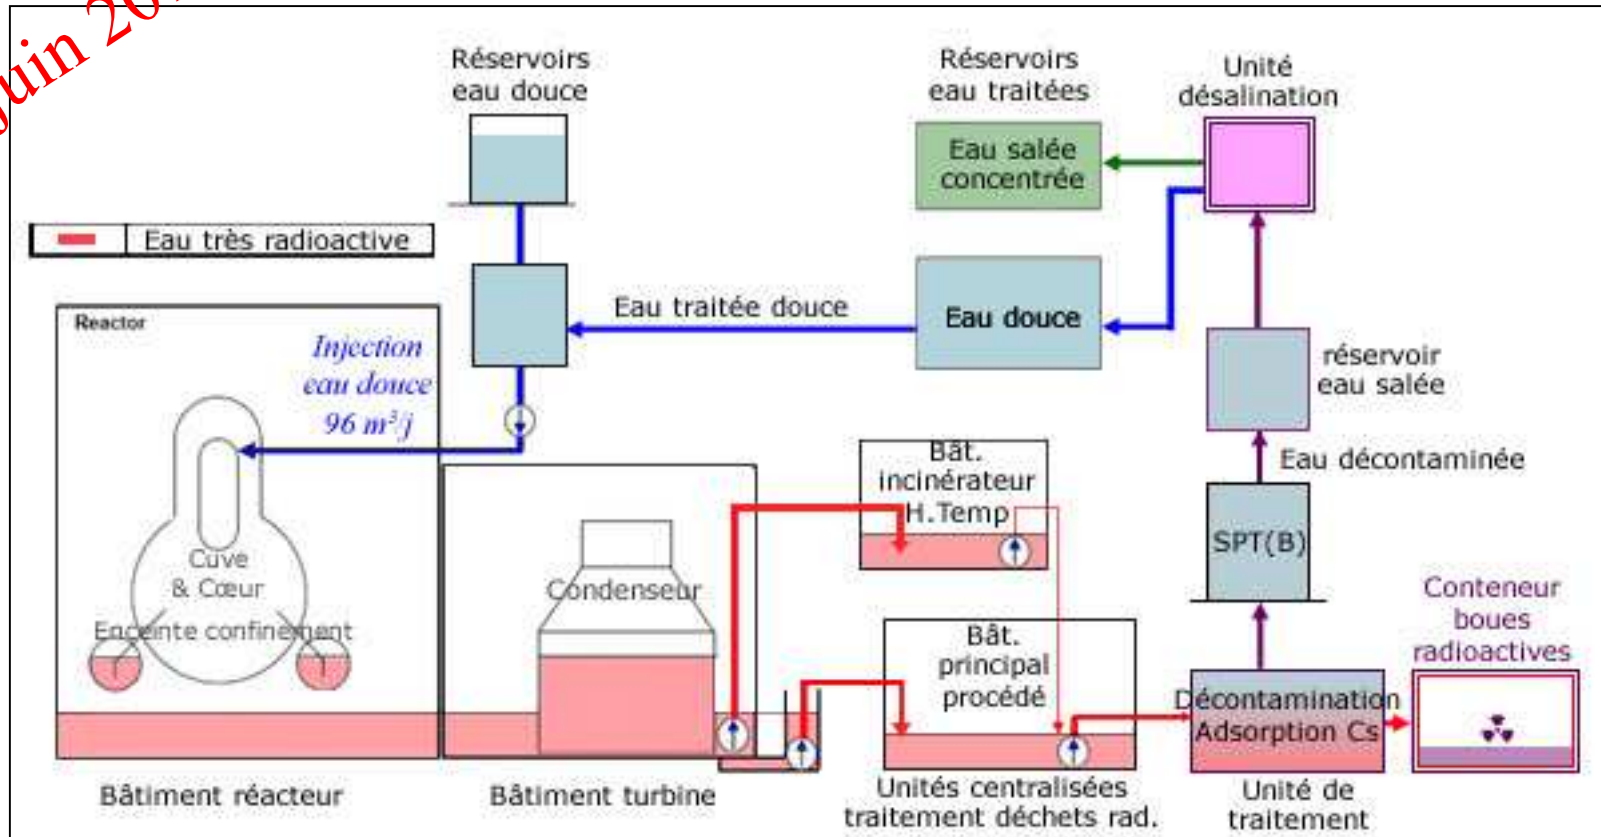 Juin 20
Réservoirs
eau douce
Réservoirs
eau traitées
Unité
désalination
Eau salée
concentrée
Eau très radioactive
Reactor
Injection
eau douce
96 m³/j
Eau traitée douce
Eau douce
réservoir
eau salée
Eau décontaminée
SPT(B)
Bât.
incinérateur
H.Temp
Cuve
& Cœur
Enceinte confinement
Condenseur
Bât.
principal
procédé
Conteneur
boues
radioactives
Décontamination
Adsorption Cs
Bâtiment réacteur
Bâtiment turbine
Unités centralisées
traitement déchets rad.
Unité de
traitement